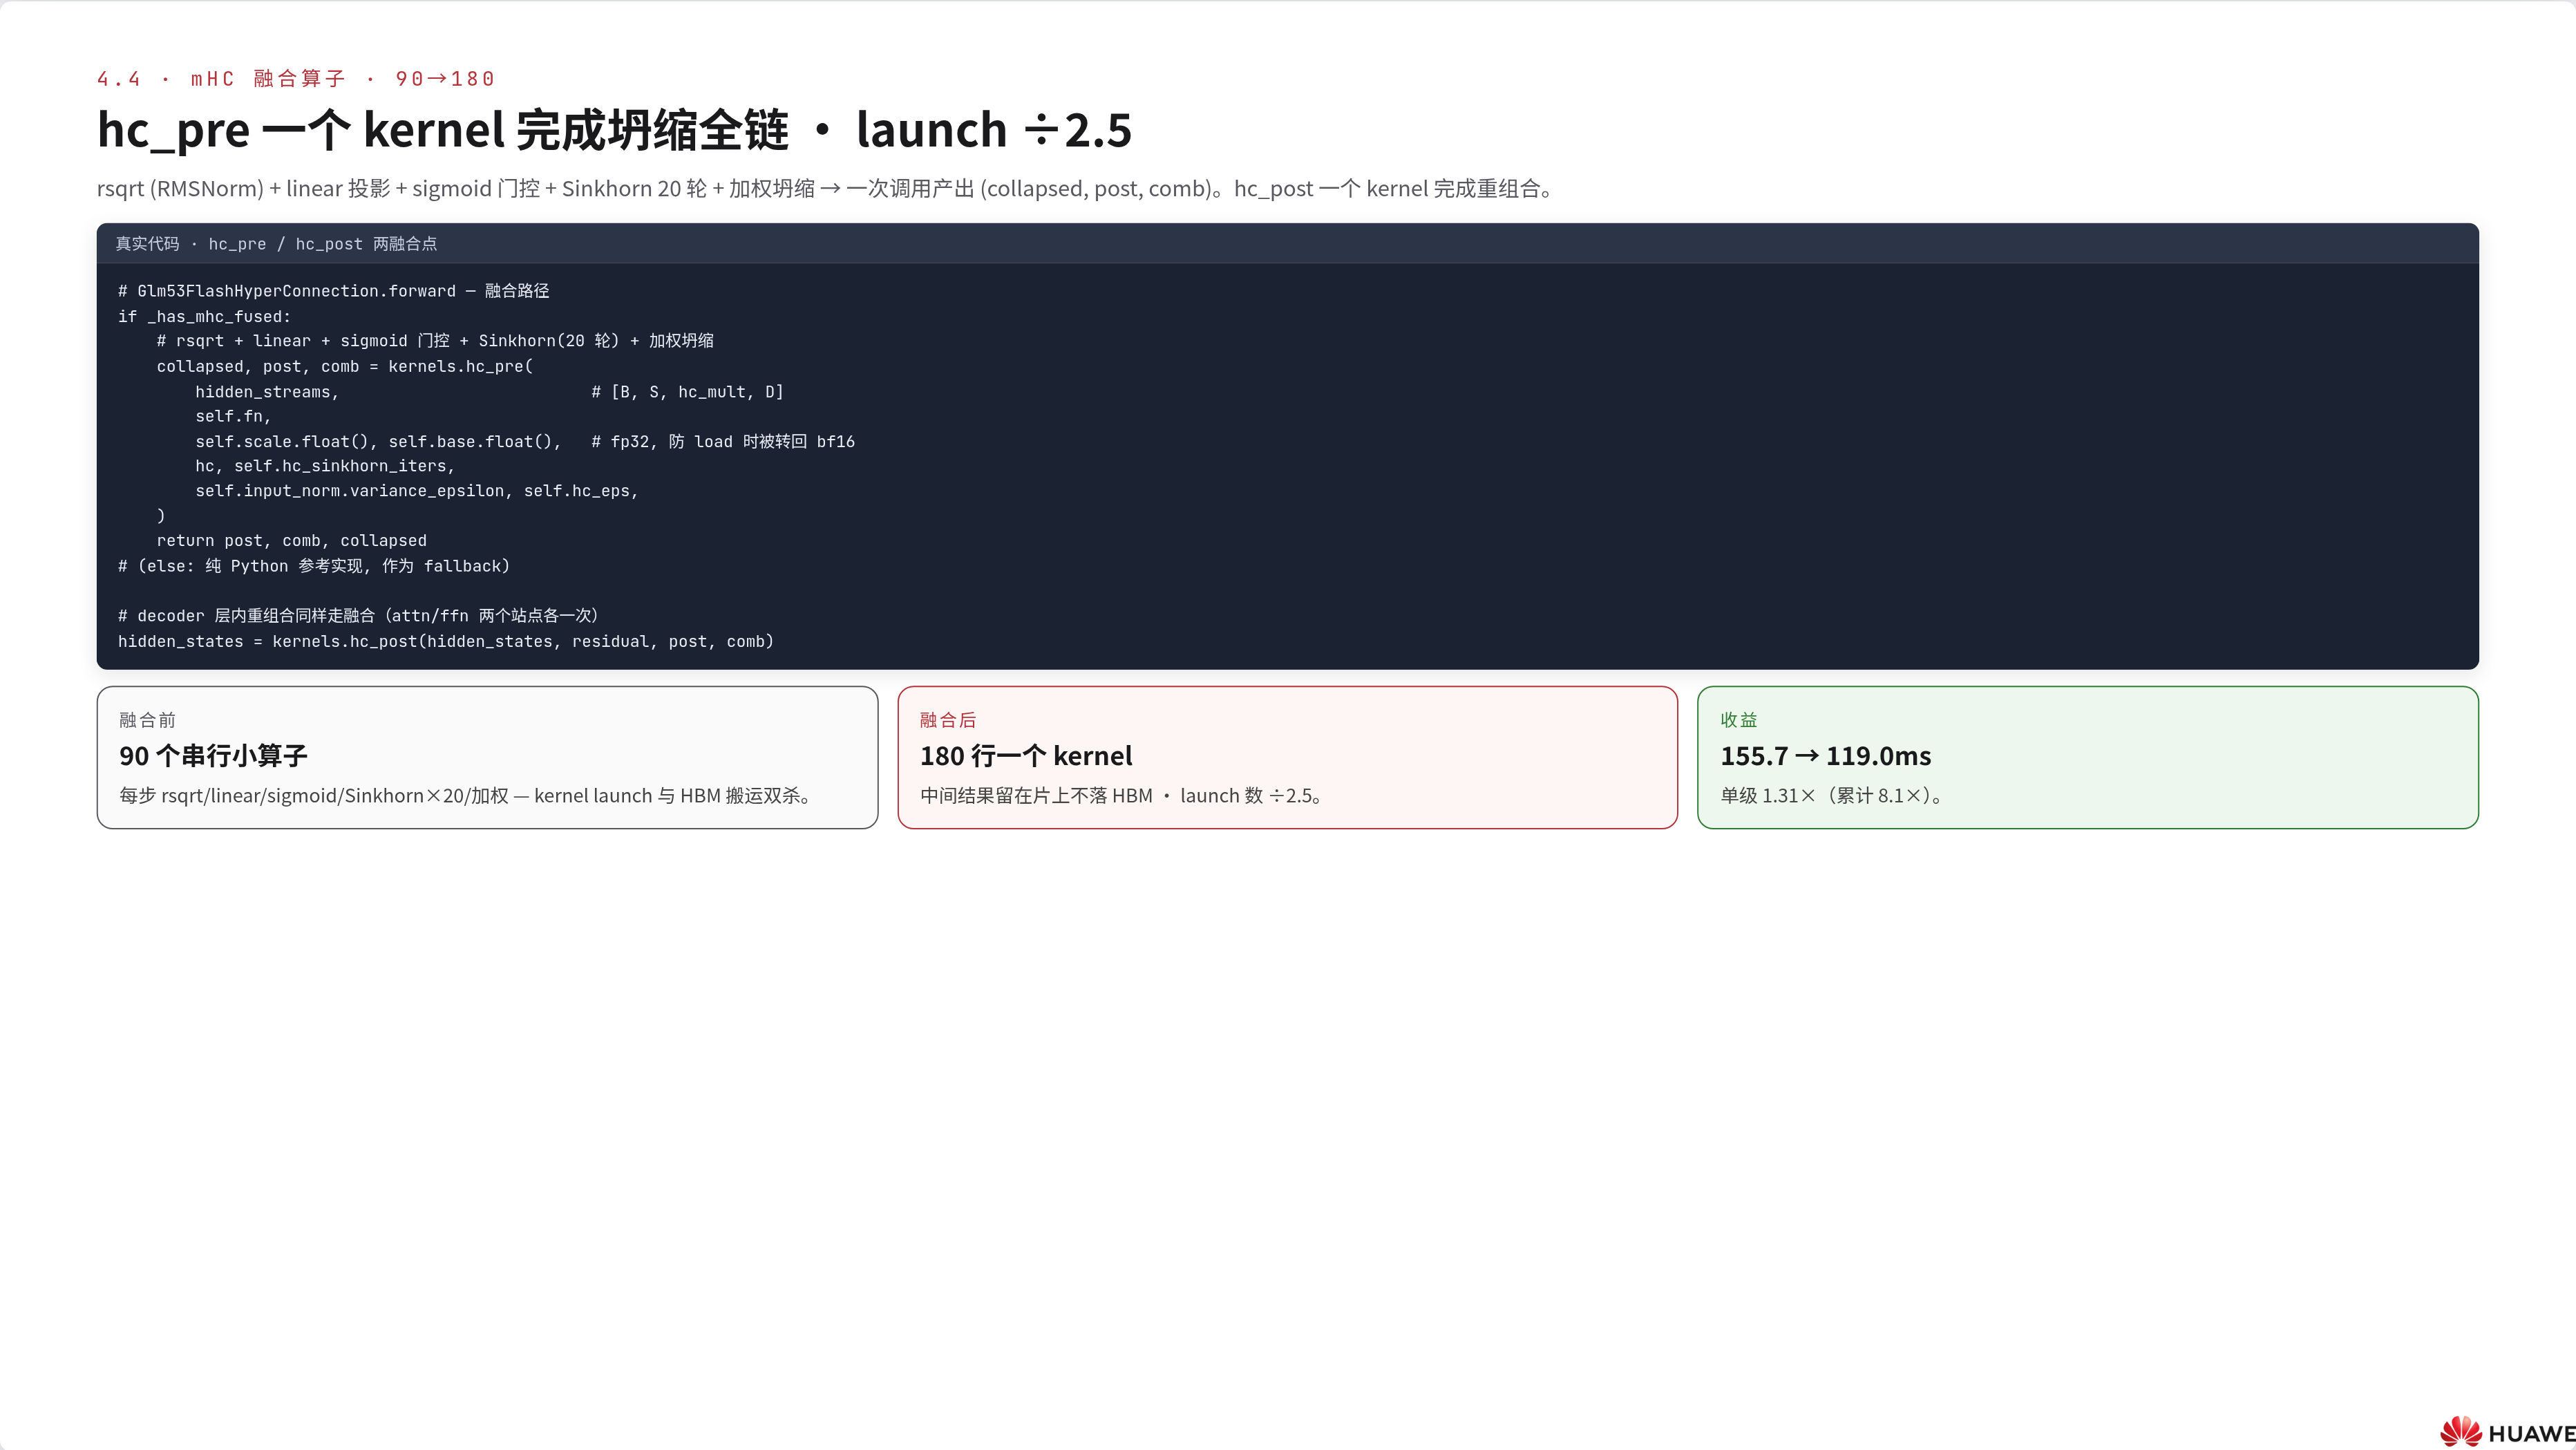 4.4 · mHC 融合算子 · 90→180
hc_pre 一个 kernel 完成坍缩全链 · launch ÷2.5
rsqrt (RMSNorm) + linear 投影 + sigmoid 门控 + Sinkhorn 20 轮 + 加权坍缩 → 一次调用产出 (collapsed, post, comb)。hc_post 一个 kernel 完成重组合。
真实代码 · hc_pre / hc_post 两融合点
# Glm53FlashHyperConnection.forward — 融合路径
if _has_mhc_fused:
    # rsqrt + linear + sigmoid 门控 + Sinkhorn(20 轮) + 加权坍缩
    collapsed, post, comb = kernels.hc_pre(
        hidden_streams,                          # [B, S, hc_mult, D]
        self.fn,
        self.scale.float(), self.base.float(),   # fp32, 防 load 时被转回 bf16
        hc, self.hc_sinkhorn_iters,
        self.input_norm.variance_epsilon, self.hc_eps,
    )
    return post, comb, collapsed
# (else: 纯 Python 参考实现, 作为 fallback)
# decoder 层内重组合同样走融合（attn/ffn 两个站点各一次）
hidden_states = kernels.hc_post(hidden_states, residual, post, comb)
融合前
90 个串行小算子
每步 rsqrt/linear/sigmoid/Sinkhorn×20/加权 — kernel launch 与 HBM 搬运双杀。
融合后
180 行一个 kernel
中间结果留在片上不落 HBM · launch 数 ÷2.5。
收益
155.7 → 119.0ms
单级 1.31×（累计 8.1×）。
HUAWE